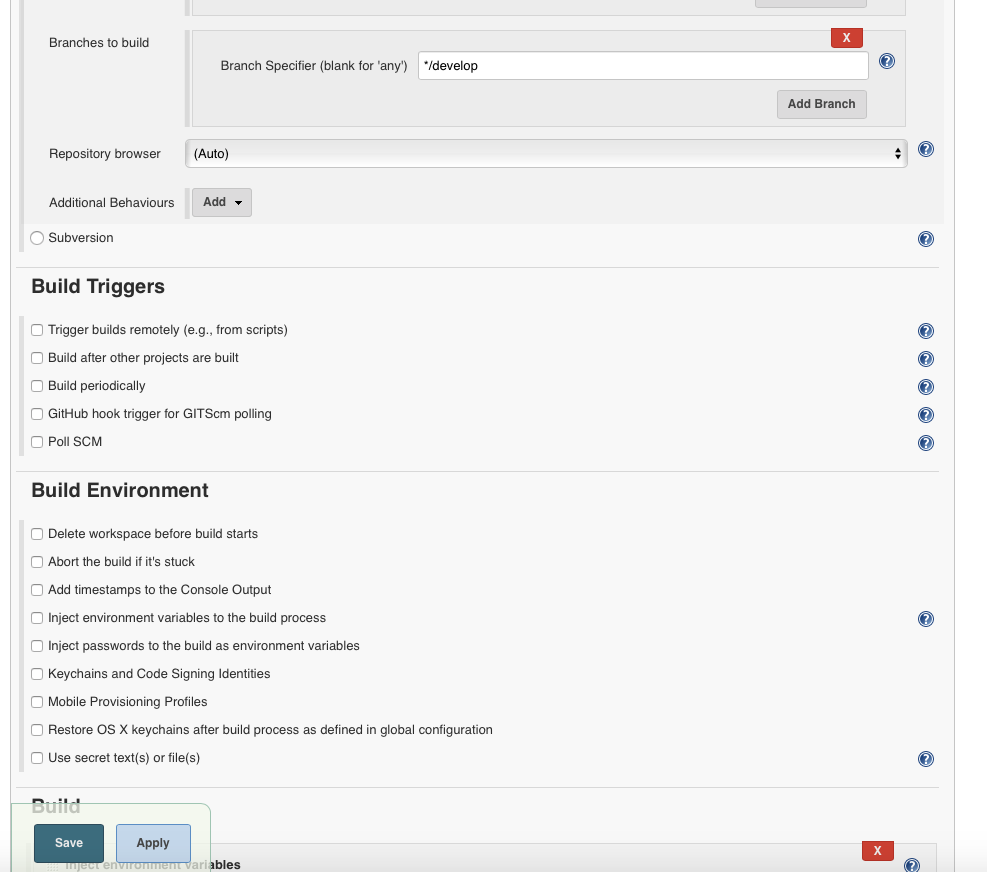 Branches to build
X
Branch Specifier (blank for 'any') */develop
Add Branch
Repository browser (Auto)
Additional Behaviours Add
Subversion
Build Triggers
Trigger builds remotely (e.g., from scripts)
Build after other projects are built
Build periodically
GitHub hook trigger for GITScm polling
Poll SCM
Build Environment
Delete workspace before build starts
Abort the build if it's stuck
Add timestamps to the Console Output
Inject environment variables to the build process
Inject passwords to the build as environment variables
Keychains and Code Signing Identities
Mobile Provisioning Profiles
Restore OS X keychains after build process as defined in global configuration
Use secret text(s) or file(s)
Build
Save Apply
X
Inject environment variables